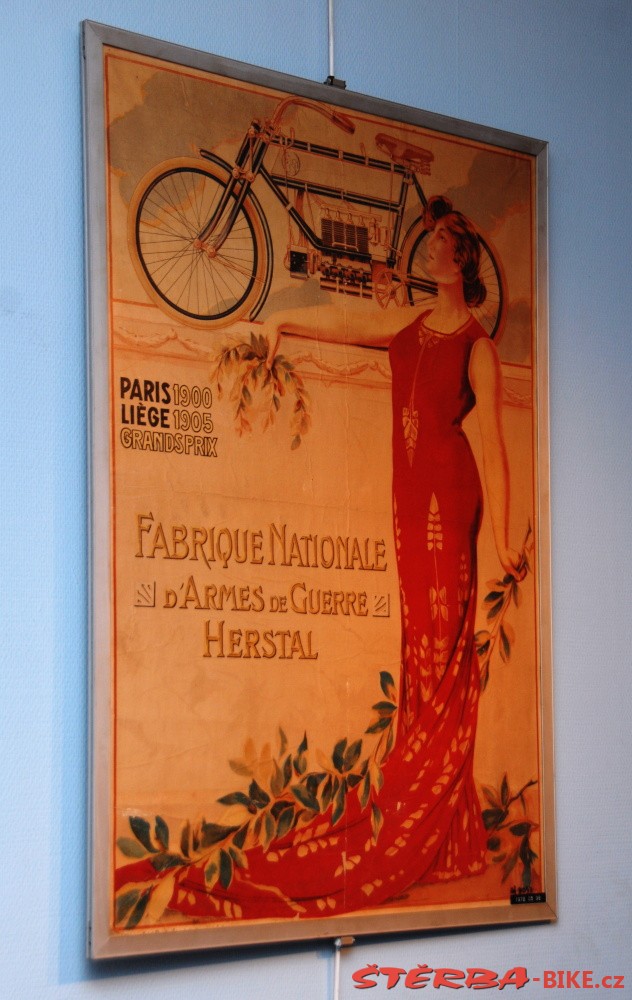 PARIS 1900
LIÈGE 1905
GRANDS PRIX
FABRIQUE NATIONALE
D'ARMES DE GUERRE
HERSTAL
ŠTĚRBA-BIKE.cz